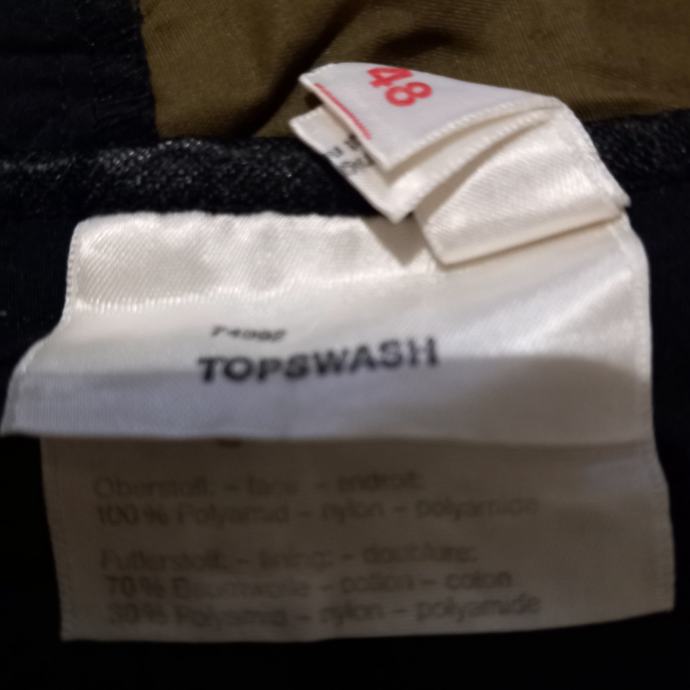 48
TOPSWASH
Oberstoff: - face - endroit:
100% Polyamid - nylon - polyamide
Futterstoff: - lining: - doublure:
70% Baumwolle - cotton - coton
30% Polyamid - nylon - polyamide